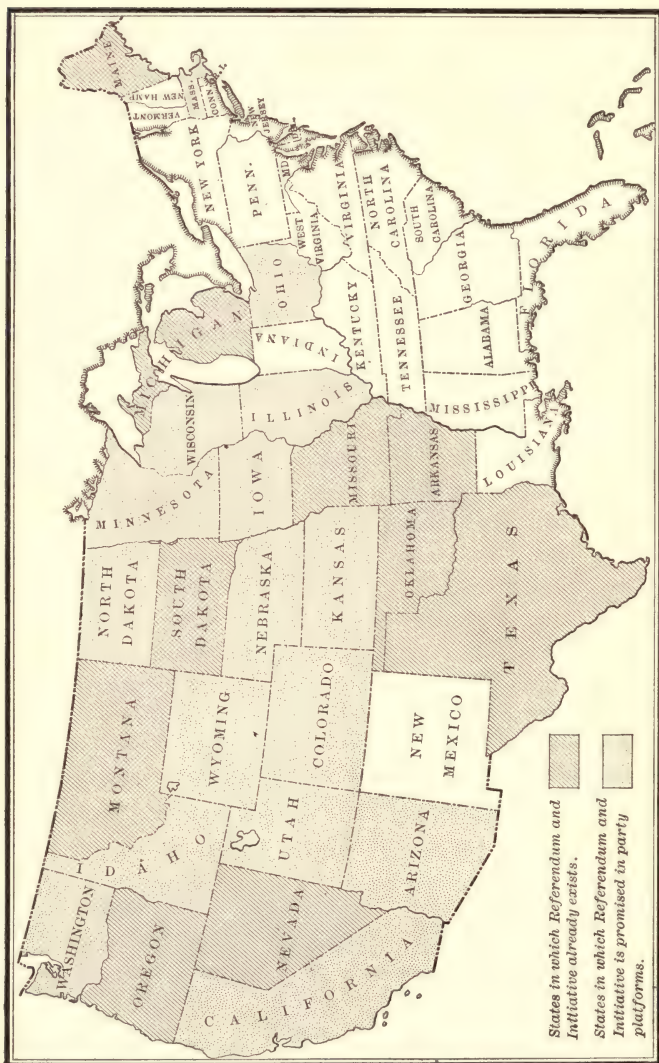 WASHINGTON
OREGON
CALIFORNIA
IDAHO
NEVADA
MONTANA
WYOMING
UTAH
ARIZONA
COLORADO
NEW
MEXICO
NORTH
DAKOTA
SOUTH
DAKOTA
NEBRASKA
KANSAS
OKLAHOMA
TEXAS
MINNESOTA
IOWA
MISSOURI
ARKANSAS
LOUISIANA
WISCONSIN
ILLINOIS
MICHIGAN
INDIANA
OHIO
KENTUCKY
TENNESSEE
MISSISSIPPI
ALABAMA
GEORGIA
FLORIDA
SOUTH
CAROLINA
NORTH
CAROLINA
VIRGINIA
WEST
VIRGINIA
MD.
PENN.
NEW
JERSEY
NEW YORK
VERMONT
NEW HAMP
MAINE
MASS.
CONN.
R. I.
States in which Referendum and
Initiative already exists.
States in which Referendum and
Initiative is promised in party
platforms.